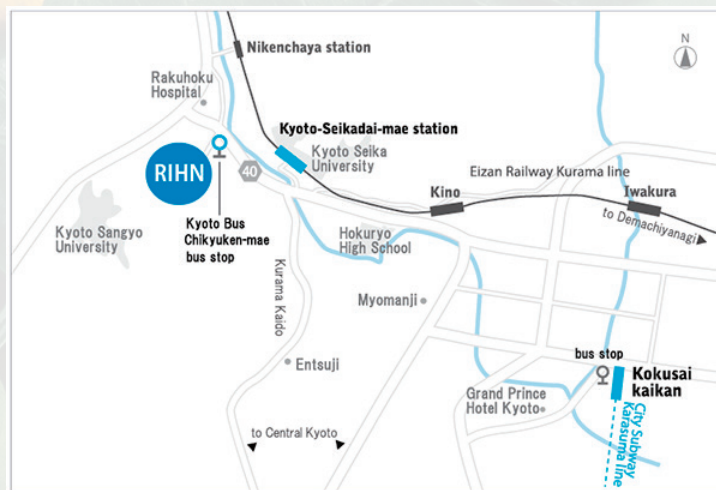 N
Nikenchaya station
Rakuhoku
Hospital
Kyoto-Seikadai-mae station
Kyoto Seika
University
RIHN
40
Eizan Railway Kurama line
Kino
Iwakura
to Demachiyanagi
Kyoto Bus
Chikyuken-mae
bus stop
Kyoto Sangyo
University
Hokuryo
High School
Kurama Kaido
Myomanji
Entsuji
bus stop
Kokusai
kaikan
Grand Prince
Hotel Kyoto
City Subway
Karasuma line
to Central Kyoto